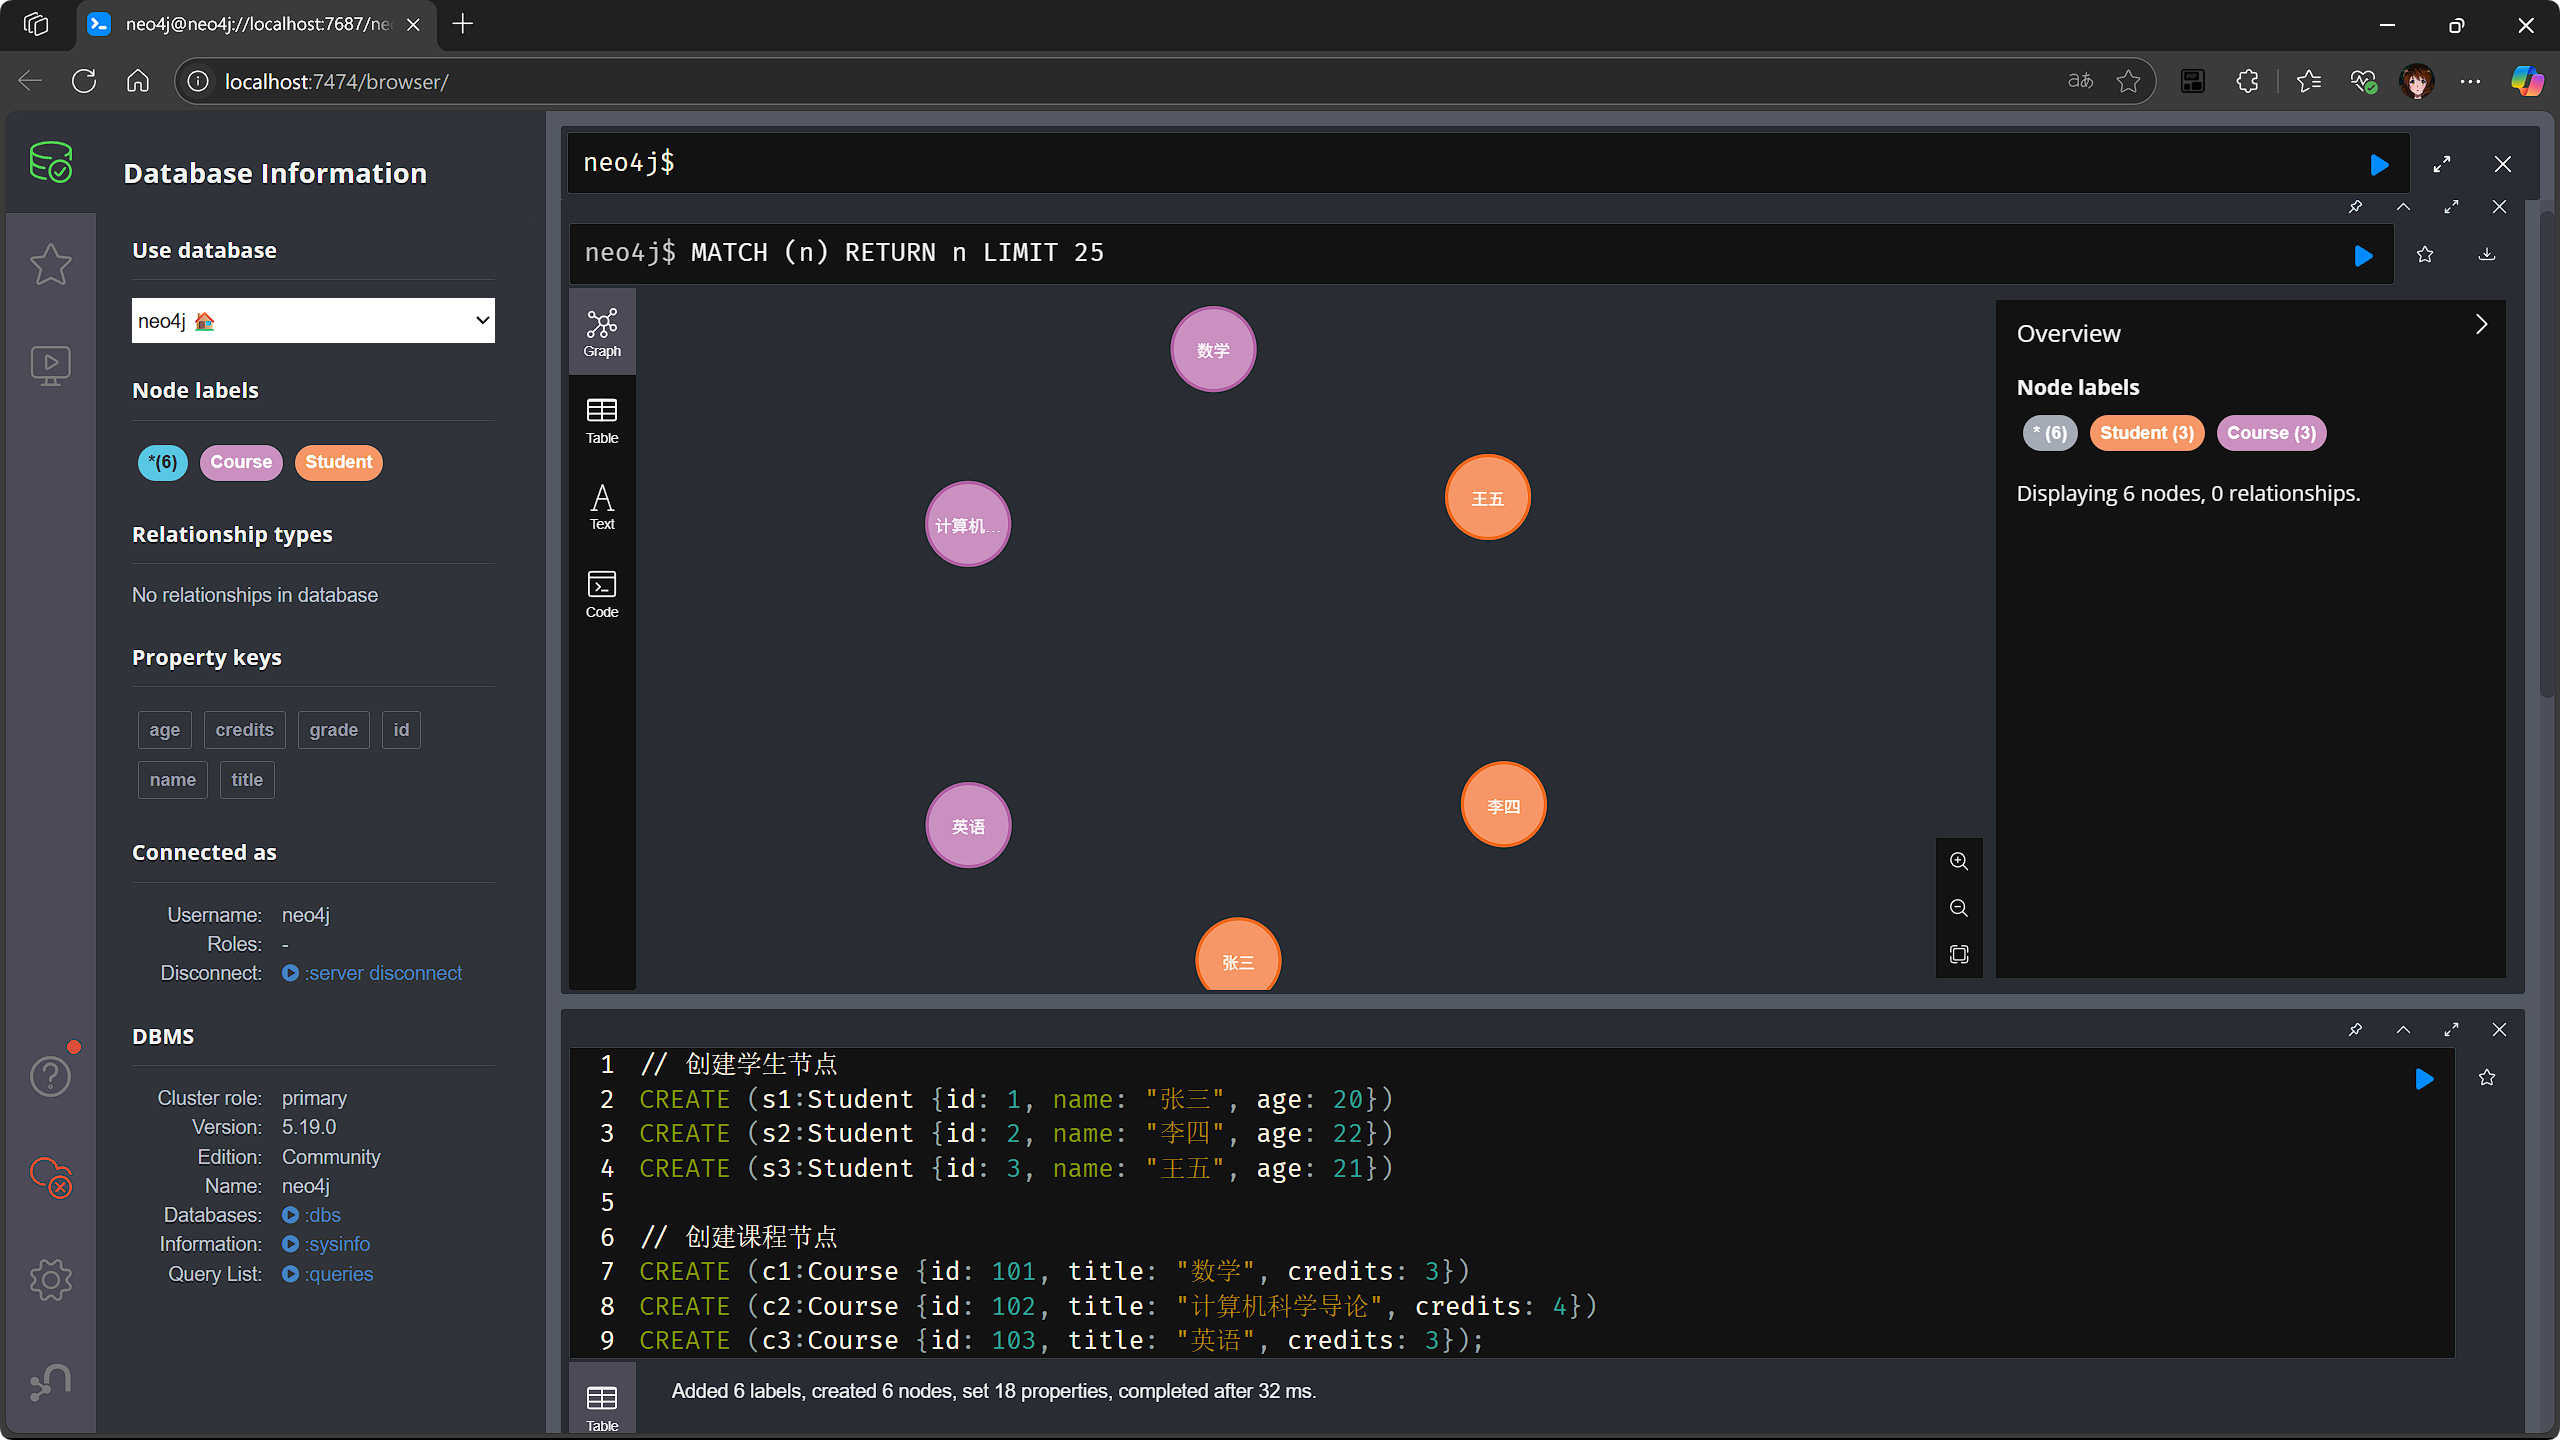 neo4j@neo4j://localhost:7687/neo
localhost:7474/browser/
aあ
Database Information
Use database
neo4j
Node labels
*(6) Course Student
Relationship types
No relationships in database
Property keys
age credits grade id
name title
Connected as
Username: neo4j
Roles: -
Disconnect: :server disconnect
DBMS
Cluster role: primary
Version: 5.19.0
Edition: Community
Name: neo4j
Databases: :dbs
Information: :sysinfo
Query List: :queries
neo4j$
neo4j$ MATCH (n) RETURN n LIMIT 25
Graph
Table
Text
Code
数学
王五
计算机...
李四
英语
张三
Overview
Node labels
* (6) Student (3) Course (3)
Displaying 6 nodes, 0 relationships.
1 // 创建学生节点
2 CREATE (s1:Student {id: 1, name: "张三", age: 20})
3 CREATE (s2:Student {id: 2, name: "李四", age: 22})
4 CREATE (s3:Student {id: 3, name: "王五", age: 21})
5
6 // 创建课程节点
7 CREATE (c1:Course {id: 101, title: "数学", credits: 3})
8 CREATE (c2:Course {id: 102, title: "计算机科学导论", credits: 4})
9 CREATE (c3:Course {id: 103, title: "英语", credits: 3});
Table
Added 6 labels, created 6 nodes, set 18 properties, completed after 32 ms.